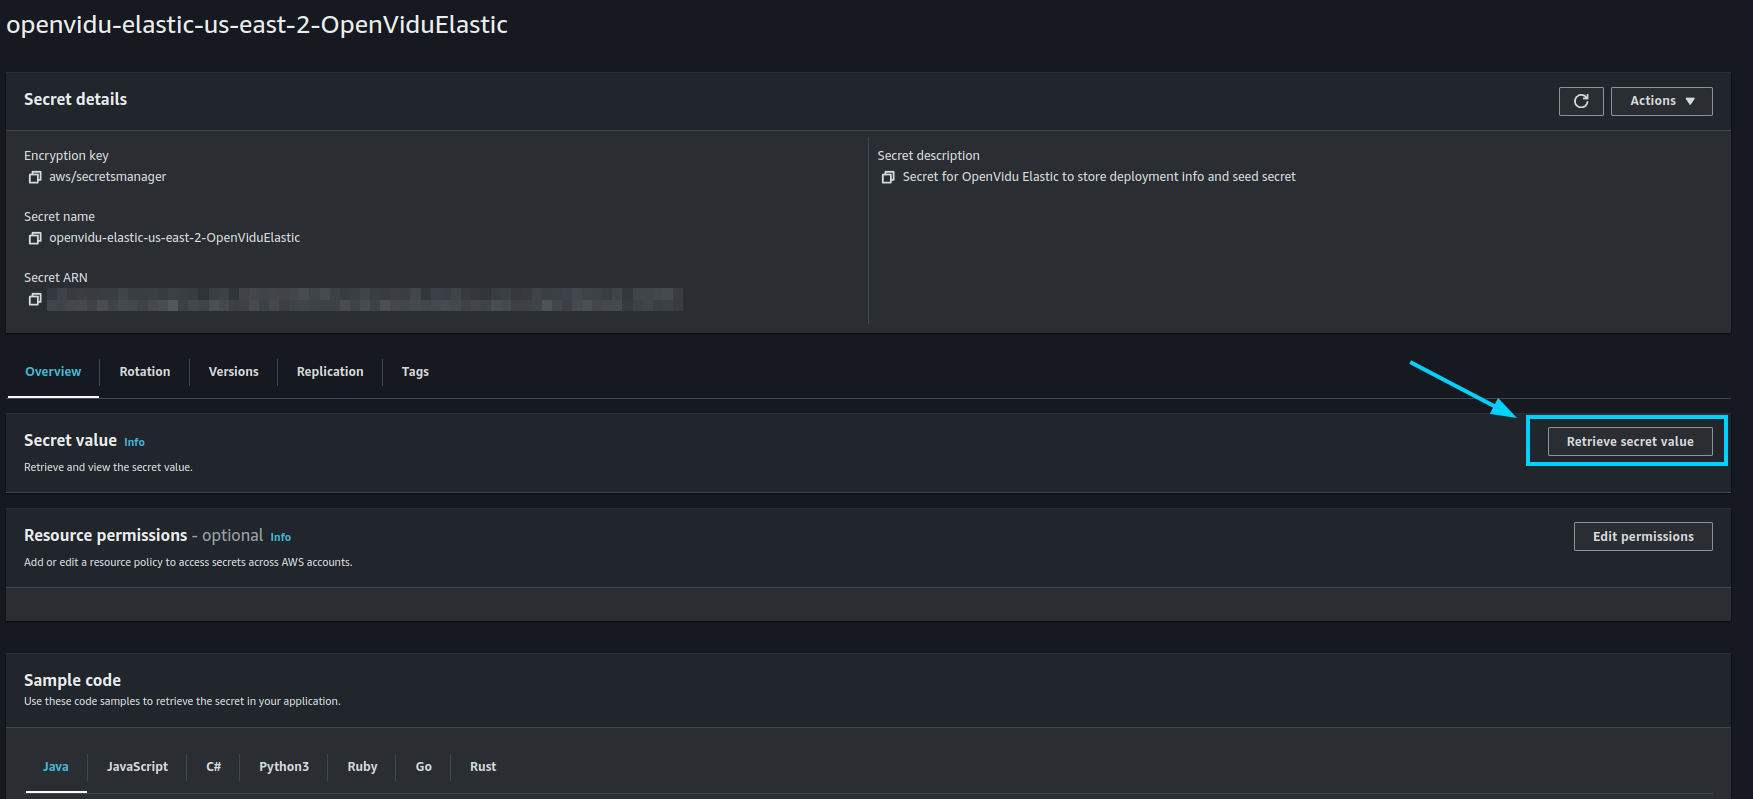 openvidu-elastic-us-east-2-OpenViduElastic
Secret details
Actions
Encryption key
aws/secretsmanager
Secret description
Secret for OpenVidu Elastic to store deployment info and seed secret
Secret name
openvidu-elastic-us-east-2-OpenViduElastic
Secret ARN
Overview
Rotation
Versions
Replication
Tags
Secret value Info
Retrieve secret value
Retrieve and view the secret value.
Resource permissions - optional Info
Edit permissions
Add or edit a resource policy to access secrets across AWS accounts.
Sample code
Use these code samples to retrieve the secret in your application.
Java
JavaScript
C#
Python3
Ruby
Go
Rust